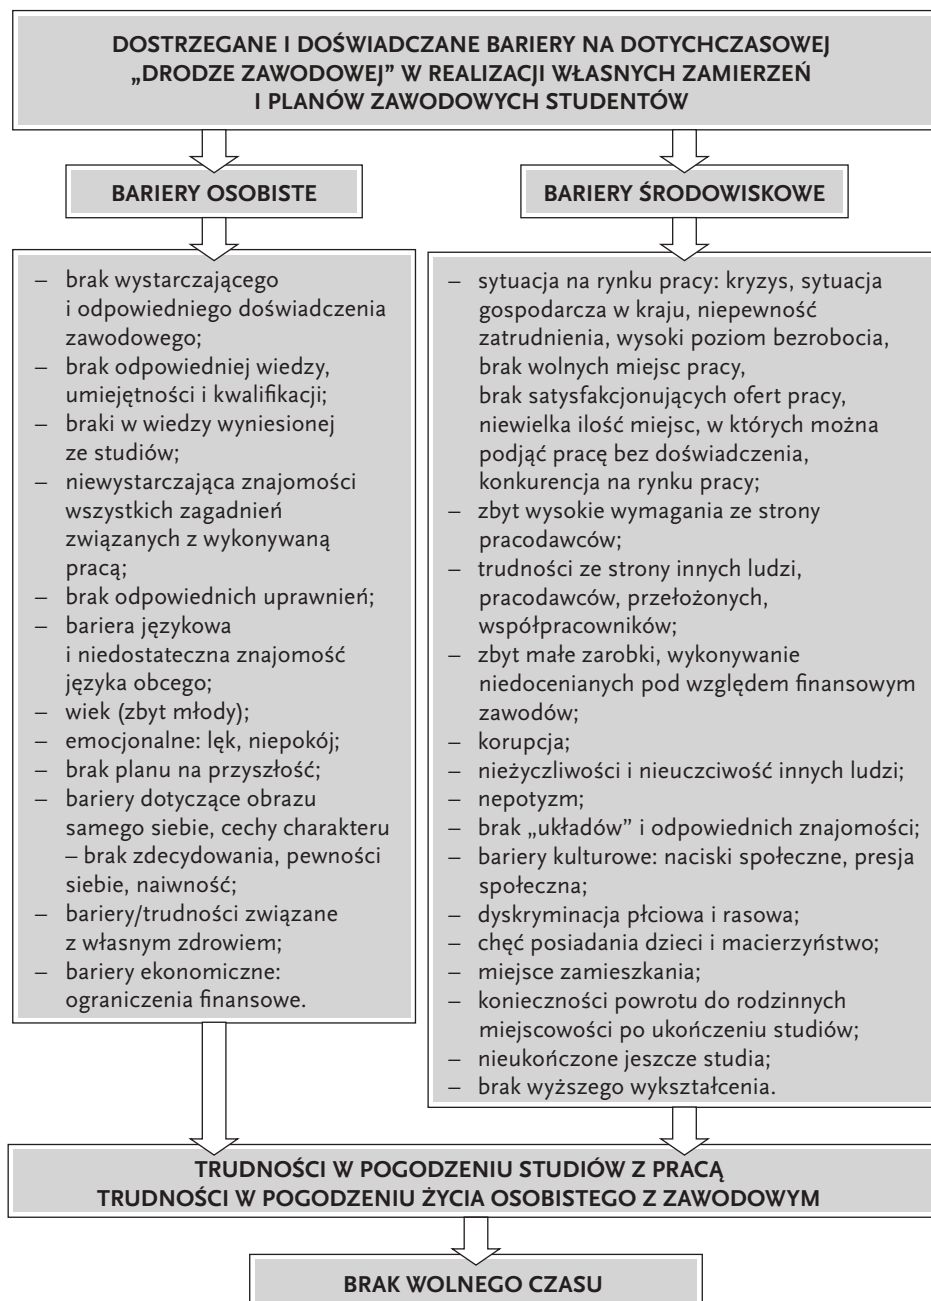 DOSTRZEGANE I DOŚWIADCZANE BARIERY NA DOTYCHCZASOWEJ
„DRODZE ZAWODOWEJ” W REALIZACJI WŁASNYCH ZAMIERZEŃ
I PLANÓW ZAWODOWYCH STUDENTÓW
BARIERY OSOBISTE
– brak wystarczającego
i odpowiedniego doświadczenia
zawodowego;
– brak odpowiedniej wiedzy,
umiejętności i kwalifikacji;
– braki w wiedzy wyniesionej
ze studiów;
– niewystarczająca znajomości
wszystkich zagadnień
związanych z wykonywaną
pracą;
– brak odpowiednich uprawnień;
– bariera językowa
i niedostateczna znajomość
języka obcego;
– wiek (zbyt młody);
– emocjonalne: lęk, niepokój;
– brak planu na przyszłość;
– bariery dotyczące obrazu
samego siebie, cechy charakteru
– brak zdecydowania, pewności
siebie, naiwność;
– bariery/trudności związane
z własnym zdrowiem;
– bariery ekonomiczne:
ograniczenia finansowe.
BARIERY ŚRODOWISKOWE
– sytuacja na rynku pracy: kryzys, sytuacja
gospodarcza w kraju, niepewność
zatrudnienia, wysoki poziom bezrobocia,
brak wolnych miejsc pracy,
brak satysfakcjonujących ofert pracy,
niewielka ilość miejsc, w których można
podjąć pracę bez doświadczenia,
konkurencja na rynku pracy;
– zbyt wysokie wymagania ze strony
pracodawców;
– trudności ze strony innych ludzi,
pracodawców, przełożonych,
współpracowników;
– zbyt małe zarobki, wykonywanie
niedocenianych pod względem finansowym
zawodów;
– korupcja;
– nieżyczliwości i nieuczciwość innych ludzi;
– nepotyzm;
– brak „układów” i odpowiednich znajomości;
– bariery kulturowe: naciski społeczne, presja
społeczna;
– dyskryminacja płciowa i rasowa;
– chęć posiadania dzieci i macierzyństwo;
– miejsce zamieszkania;
– konieczności powrotu do rodzinnych
miejscowości po ukończeniu studiów;
– nieukończone jeszcze studia;
– brak wyższego wykształcenia.
TRUDNOŚCI W POGODZENIU STUDIÓW Z PRACĄ
TRUDNOŚCI W POGODZENIU ŻYCIA OSOBISTEGO Z ZAWODOWYM
BRAK WOLNEGO CZASU